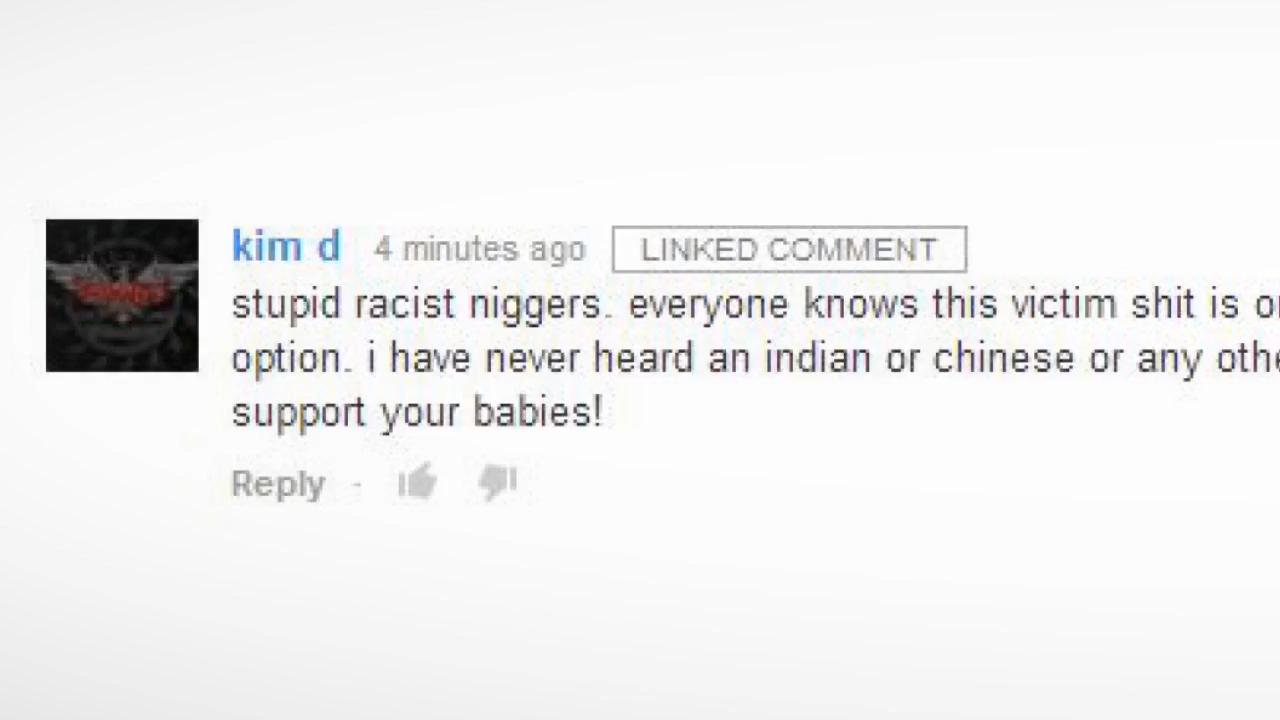 kim d 4 minutes ago LINKED COMMENT
stupid racist niggers. everyone knows this victim shit is
option. i have never heard an indian or chinese or any
support your babies!
Reply